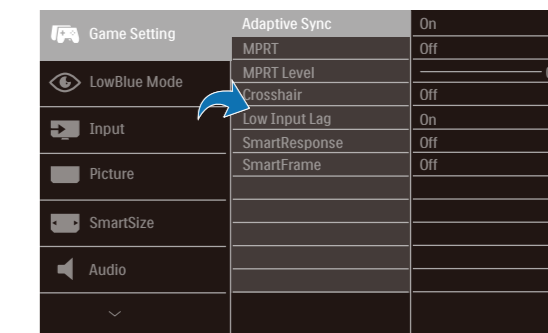 Game Setting
LowBlue Mode
Input
Picture
SmartSize
Audio
Adaptive Sync On
MPRT Off
MPRT Level
Crosshair Off
Low Input Lag On
SmartResponse Off
SmartFrame Off